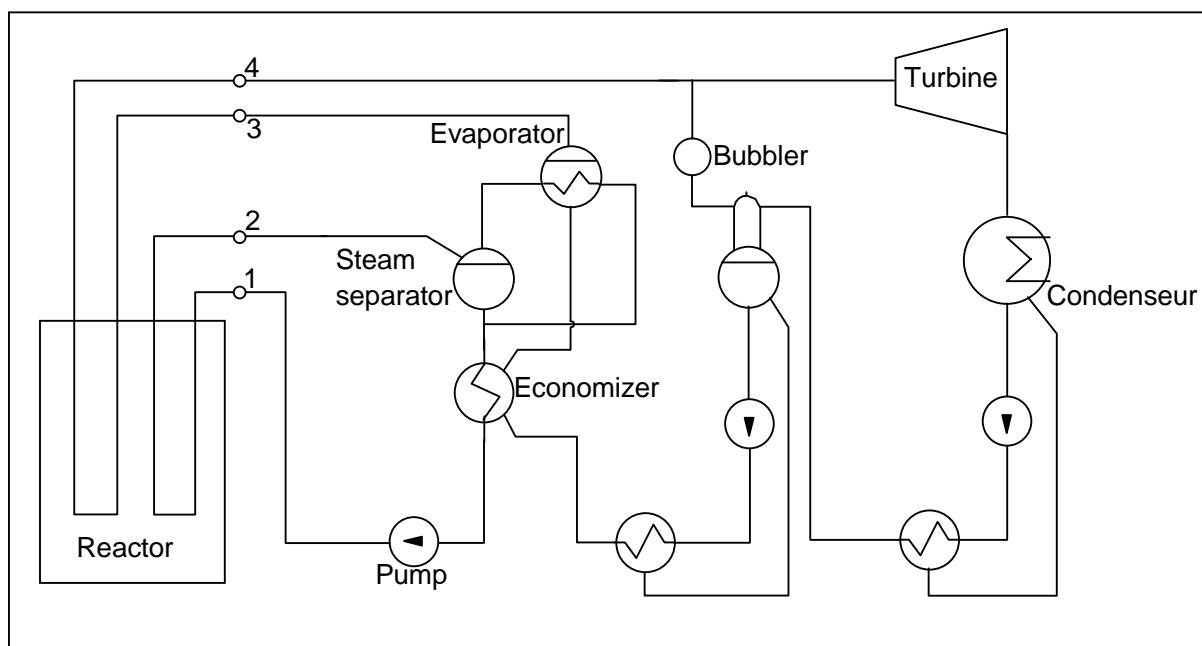 4
Turbine
3
Evaporator
Bubbler
2
Steam
separator
1
Condenseur
Economizer
Reactor
Pump